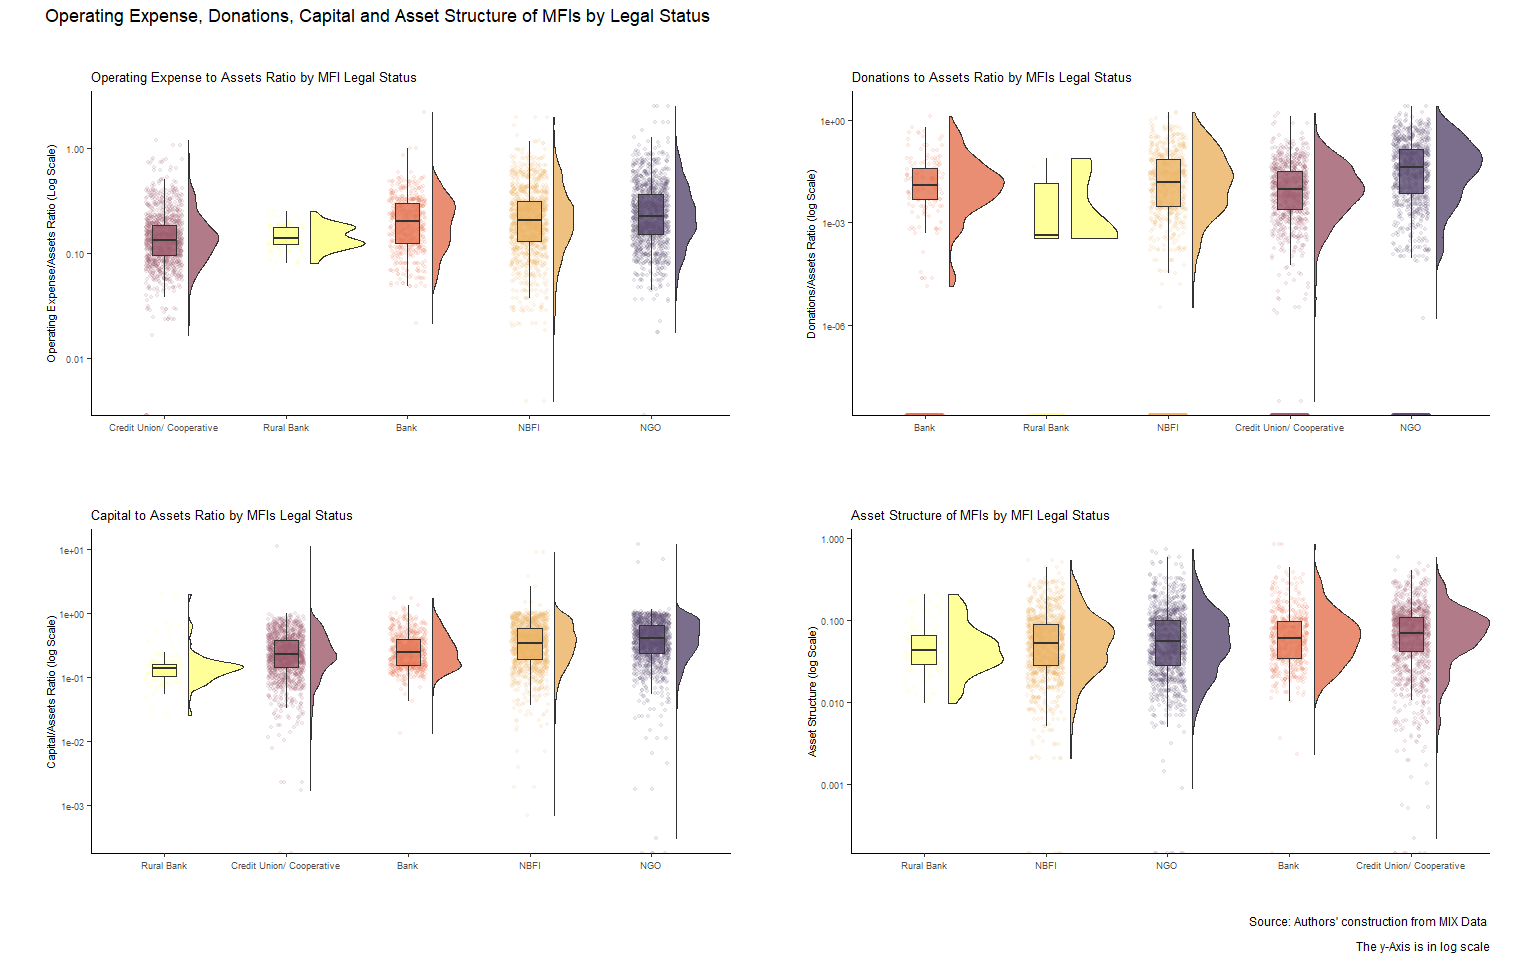 Operating Expense, Donations, Capital and Asset Structure of MFIs by Legal Status
Operating Expense to Assets Ratio by MFI Legal Status
Operating Expense/Assets Ratio (Log Scale)
1.00
0.10
0.01
Credit Union/ Cooperative
Rural Bank
Bank
NBFI
NGO
Donations to Assets Ratio by MFIs Legal Status
Donations/Assets Ratio (log Scale)
1e+00
1e-03
1e-06
Bank
Rural Bank
NBFI
Credit Union/ Cooperative
NGO
Capital to Assets Ratio by MFIs Legal Status
Capital/Assets Ratio (log Scale)
1e+01
1e+00
1e-01
1e-02
1e-03
Rural Bank
Credit Union/ Cooperative
Bank
NBFI
NGO
Asset Structure of MFIs by MFI Legal Status
Asset Structure (log Scale)
1.000
0.100
0.010
0.001
Rural Bank
NBFI
NGO
Bank
Credit Union/ Cooperative
Source: Authors' construction from MIX Data
The y-Axis is in log scale